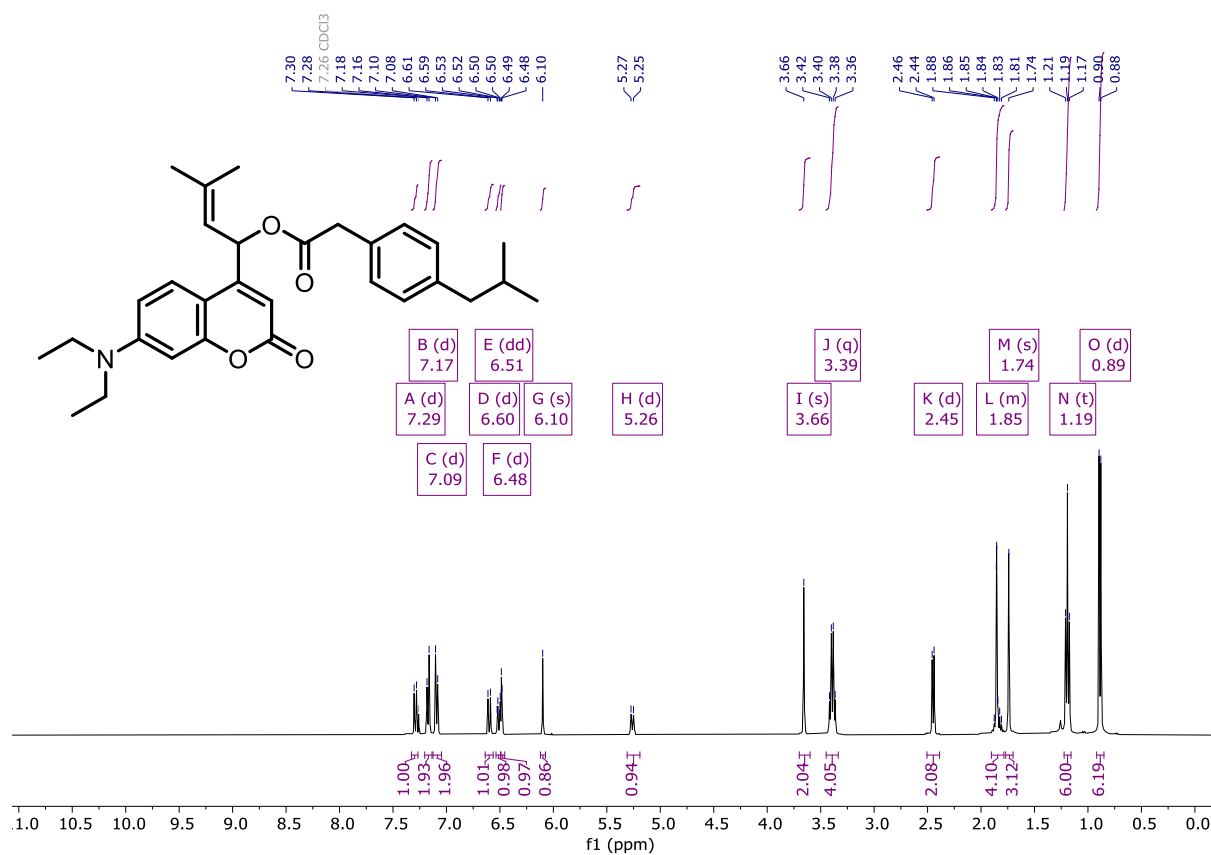 7.30
7.28
7.26 CDCl3
7.18
7.16
7.10
7.08
6.61
6.59
6.53
6.52
6.50
6.50
6.49
6.48
6.10
5.27
5.25
3.66
3.42
3.40
3.38
3.36
2.46
2.44
1.88
1.86
1.85
1.84
1.83
1.81
1.74
1.21
1.19
1.17
0.90
0.88
O
O
N
O
O
B (d)
7.17
E (dd)
6.51
J (q)
3.39
M (s)
1.74
O (d)
0.89
A (d)
7.29
D (d)
6.60
G (s)
6.10
H (d)
5.26
I (s)
3.66
K (d)
2.45
L (m)
1.85
N (t)
1.19
C (d)
7.09
F (d)
6.48
1.00
1.93
1.96
1.01
0.98
0.97
0.86
0.94
2.04
4.05
2.08
4.10
3.12
6.00
6.19
1.0 10.5 10.0 9.5 9.0 8.5 8.0 7.5 7.0 6.5 6.0 5.5 5.0 4.5 4.0 3.5 3.0 2.5 2.0 1.5 1.0 0.5 0.0
f1 (ppm)